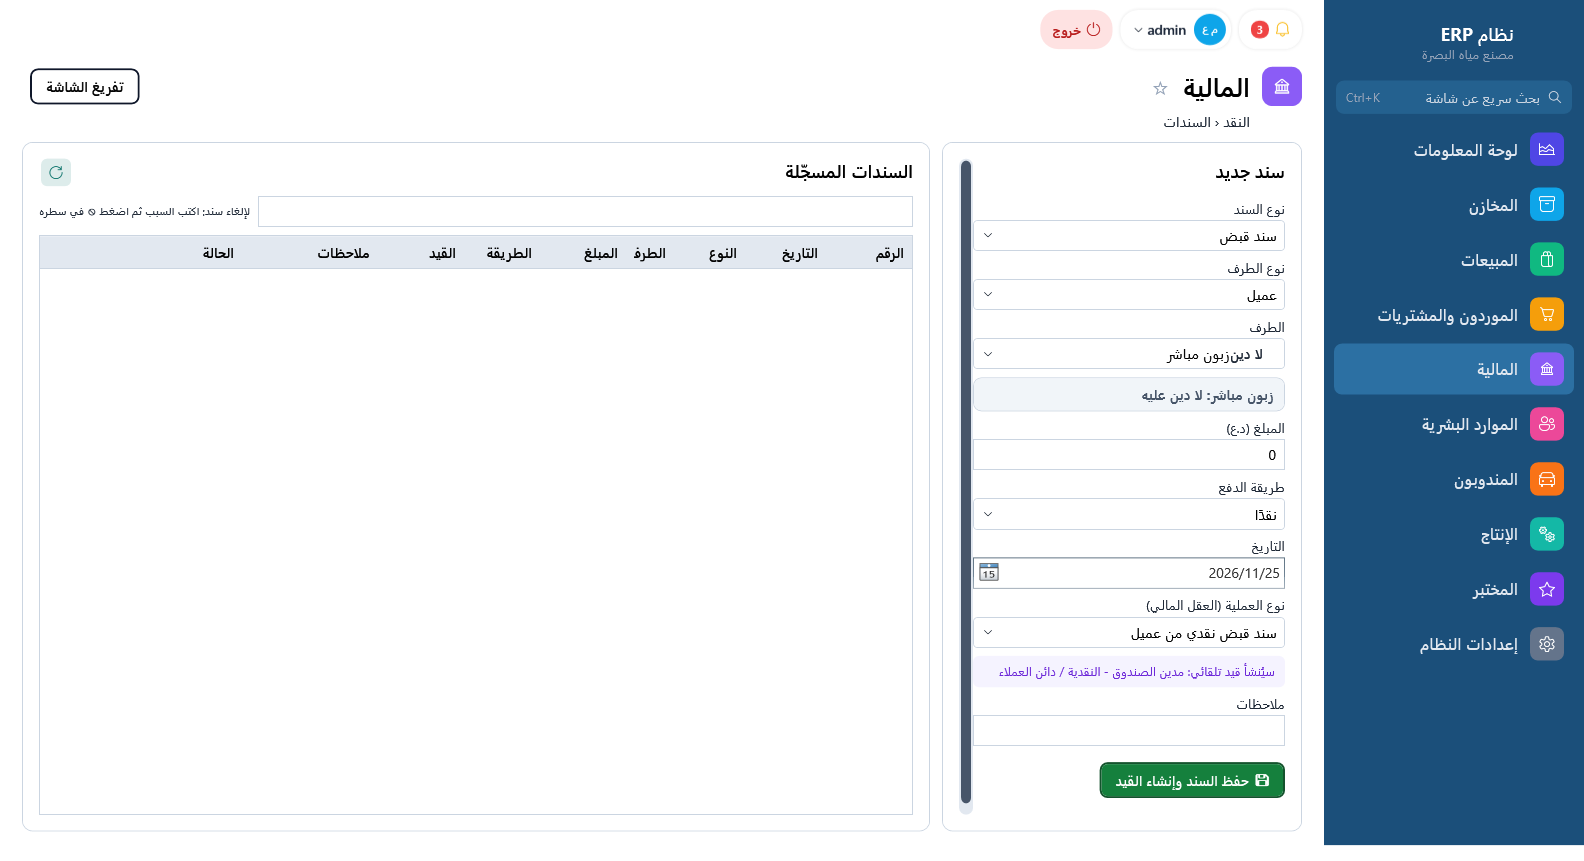 نظام ERP
مصنع مياه البصرة
بحث سريع عن شاشة
Ctrl+K
لوحة المعلومات
المخازن
المبيعات
الموردون والمشتريات
المالية
الموارد البشرية
المندوبون
الإنتاج
المختبر
إعدادات النظام
3
م ع
admin
خروج
المالية
النقد › السندات
تفريغ الشاشة
سند جديد
نوع السند
سند قبض
نوع الطرف
عميل
الطرف
لا دين زبون مباشر
زبون مباشر: لا دين عليه
المبلغ (د.ع)
0
طريقة الدفع
نقدًا
التاريخ
2026/11/25
15
نوع العملية (العقل المالي)
سند قبض نقدي من عميل
سيُنشأ قيد تلقائي: مدين الصندوق - النقدية / دائن العملاء
ملاحظات
حفظ السند وإنشاء القيد
السندات المسجّلة
لإلغاء سند: اكتب السبب ثم اضغط ⦸ في سطره
الرقم التاريخ النوع الطرف المبلغ الطريقة القيد ملاحظات الحالة